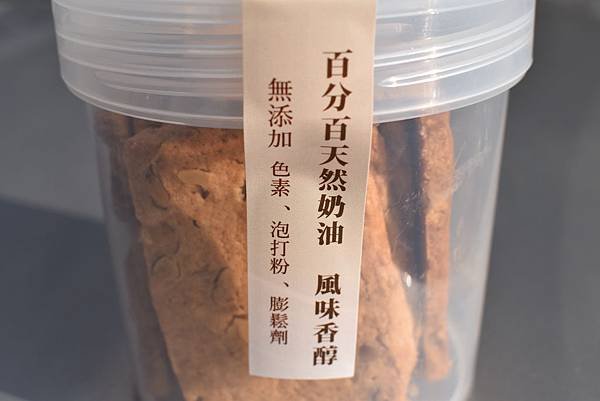 百分百天然奶油 風味香醇
無添加 色素、泡打粉、膨鬆劑